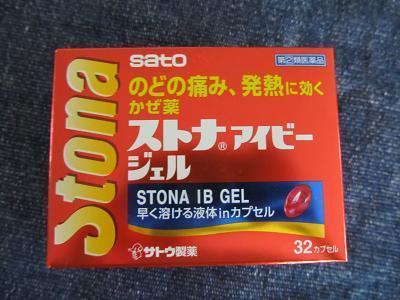 Stona
sato
指定第2類医薬品
のどの痛み、発熱に効く
かぜ薬
ストナ®アイビー
ジェル
STONA IB GEL
早く溶ける液体inカプセル
サトウ製薬
32カプセル